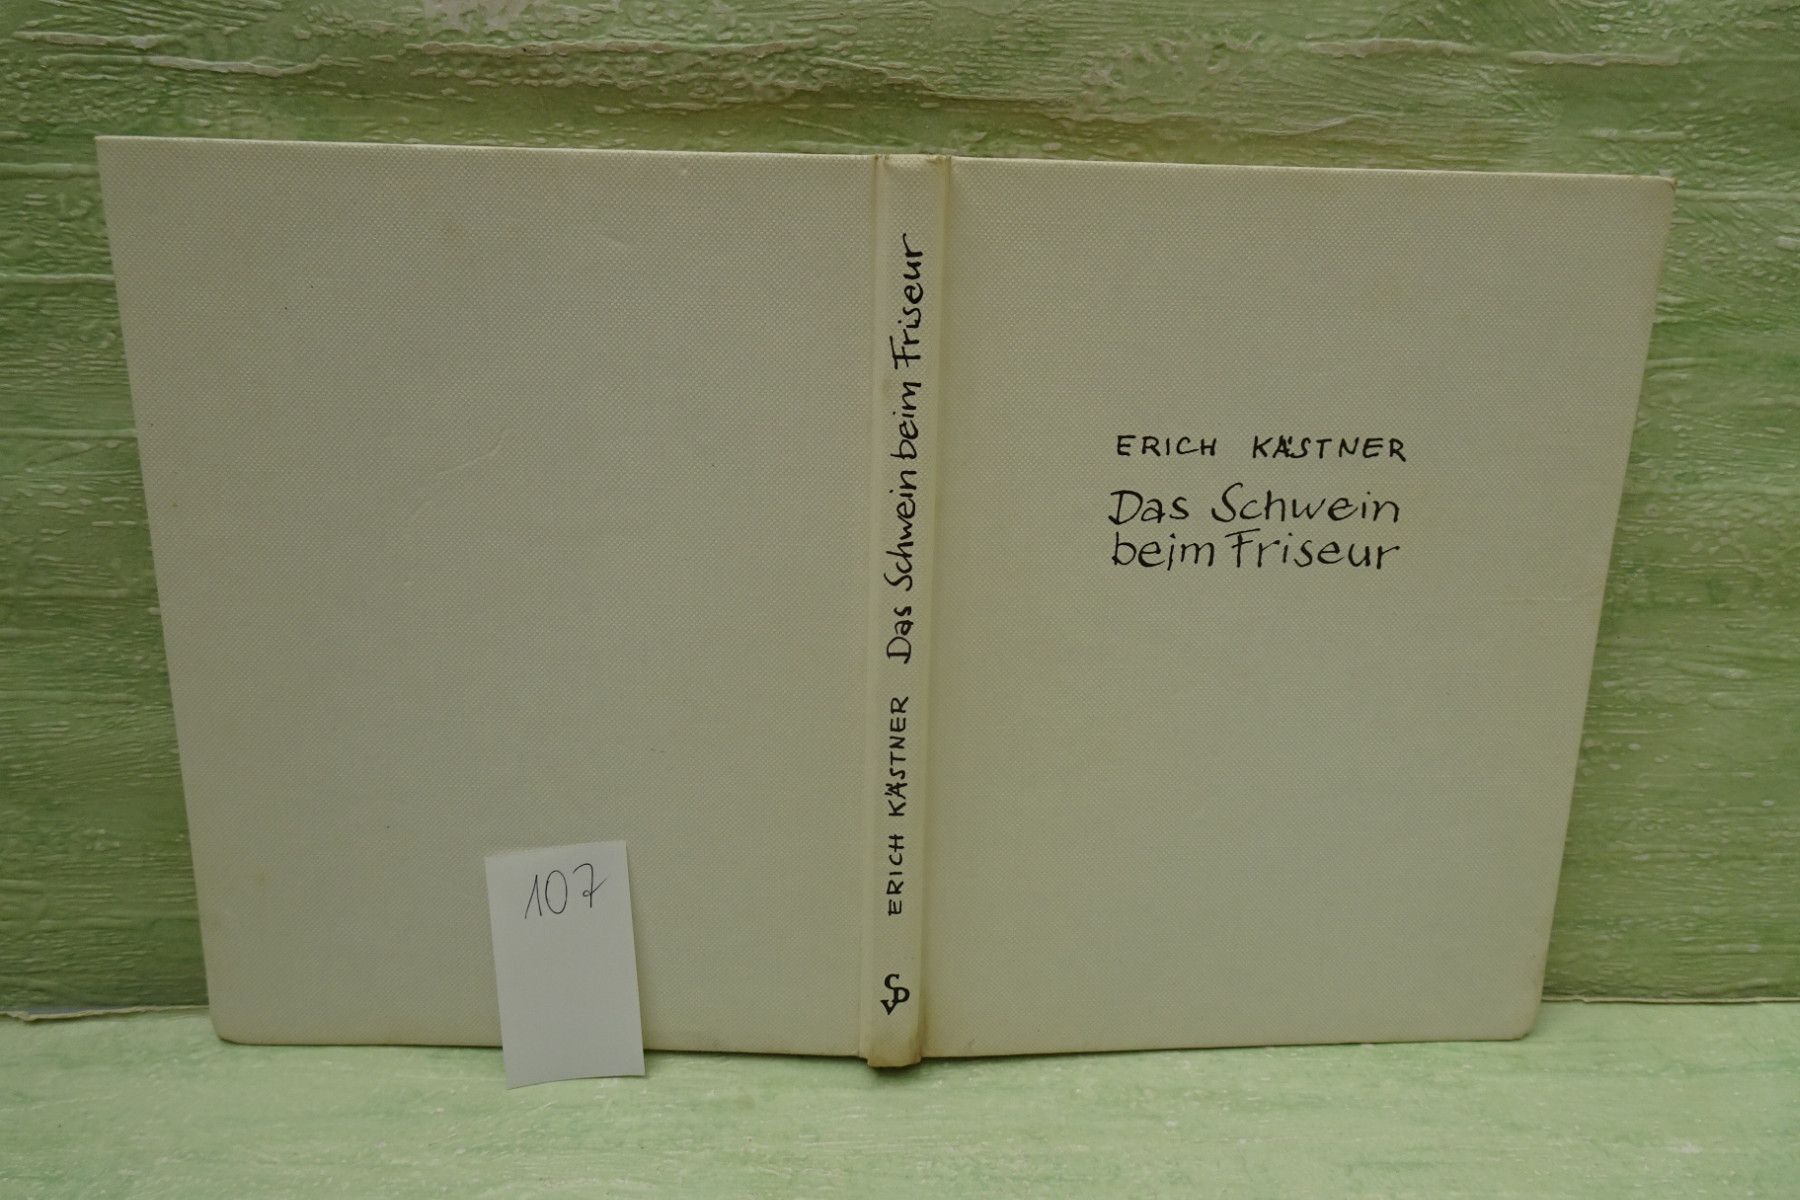 ERICH KÄSTNER Das Schwein beim Friseur
ERICH KÄSTNER
Das Schwein
beim Friseur
107